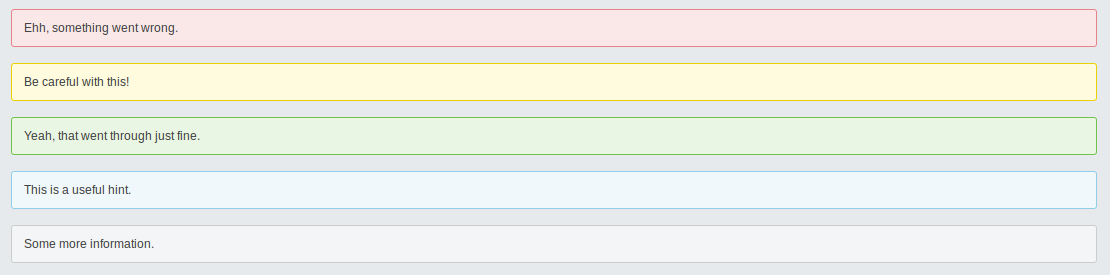 Ehh, something went wrong.
Be careful with this!
Yeah, that went through just fine.
This is a useful hint.
Some more information.